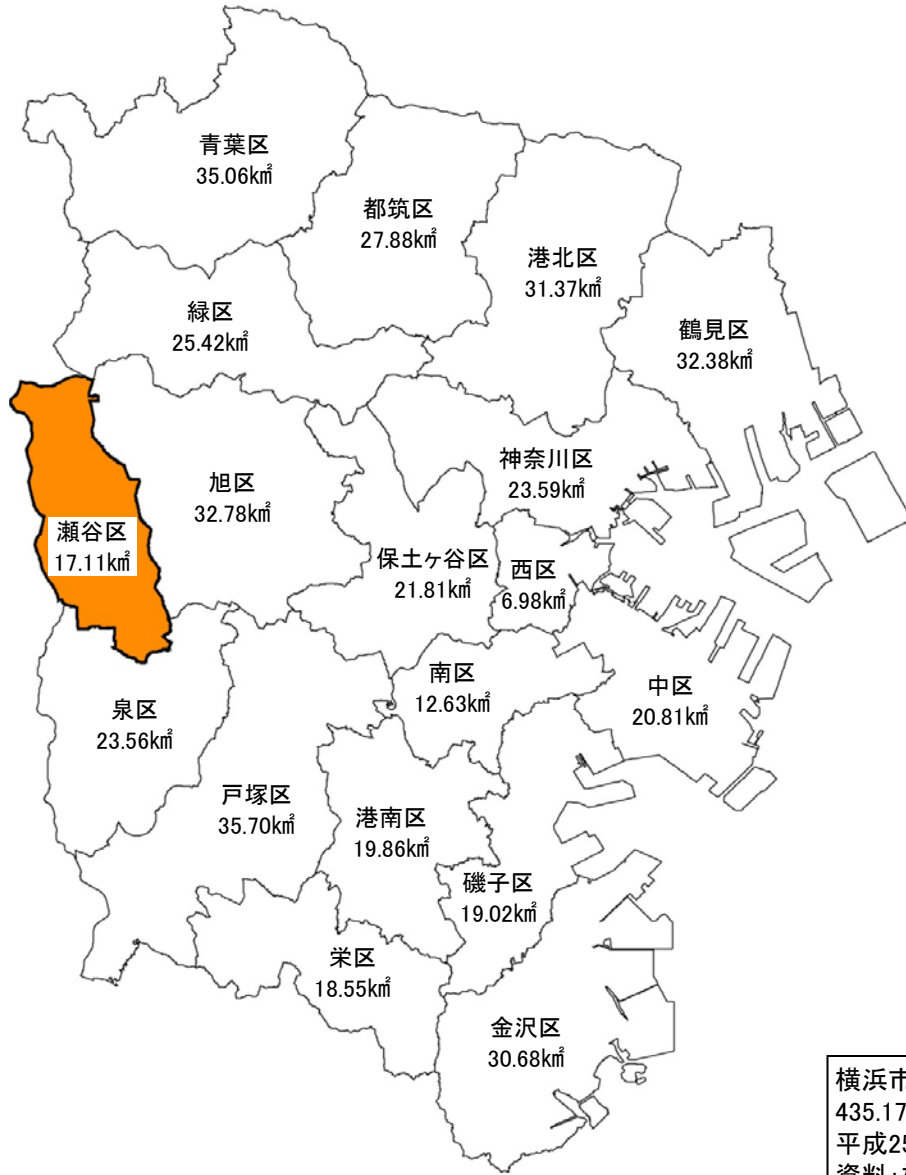 青葉区
35.06k㎡
都筑区
27.88k㎡
港北区
31.37k㎡
緑区
25.42k㎡
鶴見区
32.38k㎡
旭区
32.78k㎡
神奈川区
23.59k㎡
瀬谷区
17.11k㎡
保土ヶ谷区
21.81k㎡
西区
6.98k㎡
南区
12.63k㎡
中区
20.81k㎡
泉区
23.56k㎡
戸塚区
35.70k㎡
港南区
19.86k㎡
磯子区
19.02k㎡
栄区
18.55k㎡
金沢区
30.68k㎡
横浜市
435.17
平成25
資料: